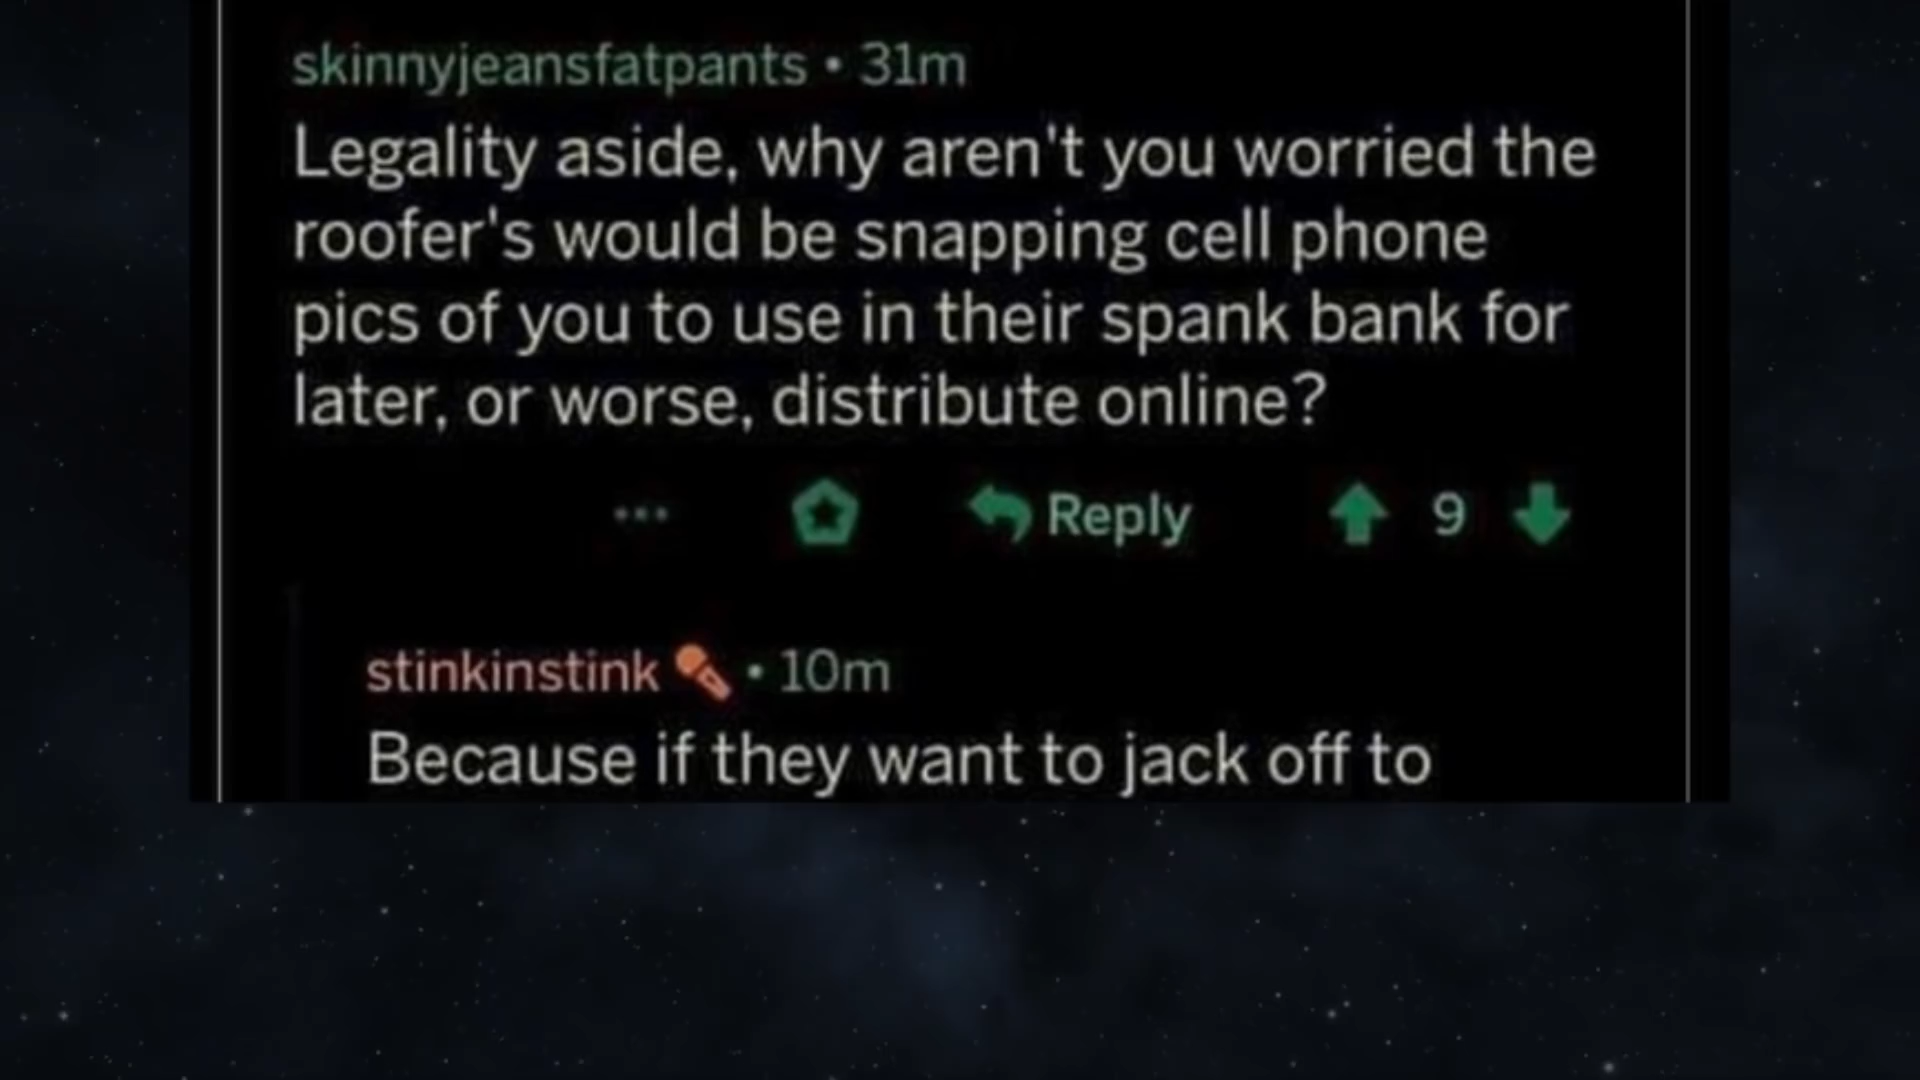 skinnyjeansfatpants • 31m
Legality aside, why aren't you worried the
roofer's would be snapping cell phone
pics of you to use in their spank bank for
later, or worse, distribute online?
Reply 9
stinkinstink • 10m
Because if they want to jack off to